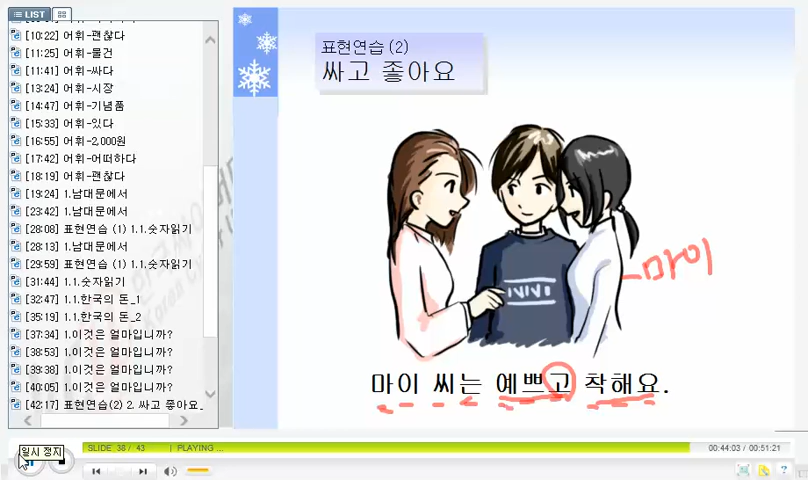 LIST
[10:22] 어휘-괜찮다
[11:25] 어휘-물건
[11:41] 어휘-싸다
[13:24] 어휘-시장
[14:47] 어휘-기념품
[15:33] 어휘-있다
[16:55] 어휘-2,000원
[17:42] 어휘-어떠하다
[18:19] 어휘-괜찮다
[19:24] 1.남대문에서
[23:42] 1.남대문에서
[28:08] 표현연습 (1) 1.1.숫자읽기
[28:13] 1.남대문에서
[29:59] 표현연습 (1) 1.1.숫자읽기
[31:44] 1.1.숫자읽기
[32:47] 1.1.한국의 돈_1
[35:19] 1.1.한국의 돈_2
[37:34] 1.이것은 얼마입니까?
[38:53] 1.이것은 얼마입니까?
[39:38] 1.이것은 얼마입니까?
[40:05] 1.이것은 얼마입니까?
[42:17] 표현연습(2) 2. 싸고 좋아요.
표현연습 (2)
싸고 좋아요
마이
마이 씨는 예쁘고 착해요.
일시 정지
SLIDE 36 / 43 | PLAYING ...
00:44:03 / 00:51:21